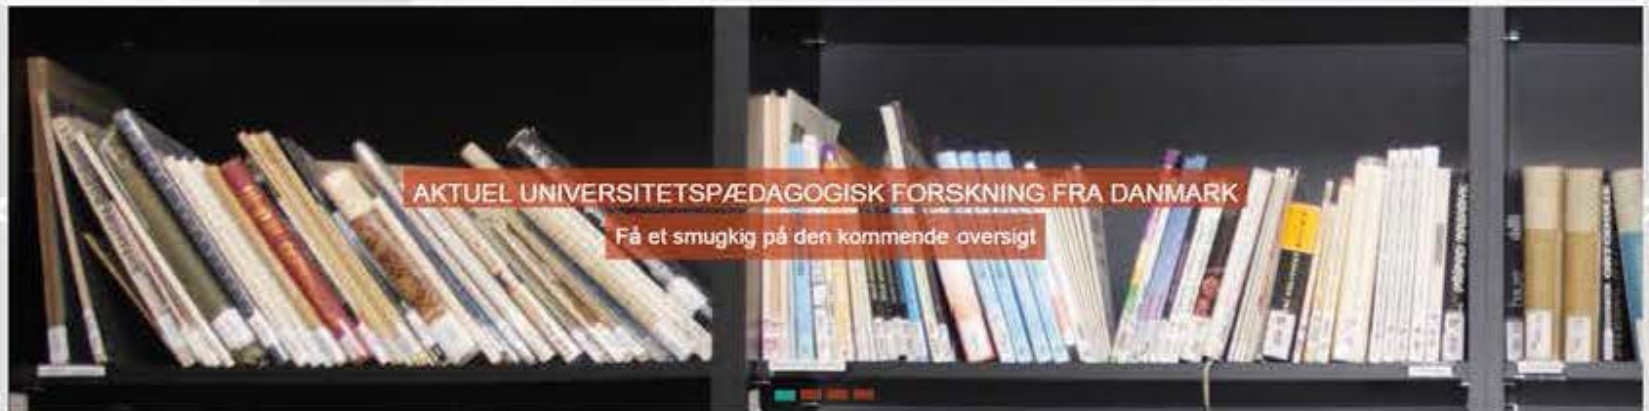 AKTUEL UNIVERSITETSPÆDAGOGISK FORSKNING FRA DANMARK
Få et smugkig på den kommende oversigt